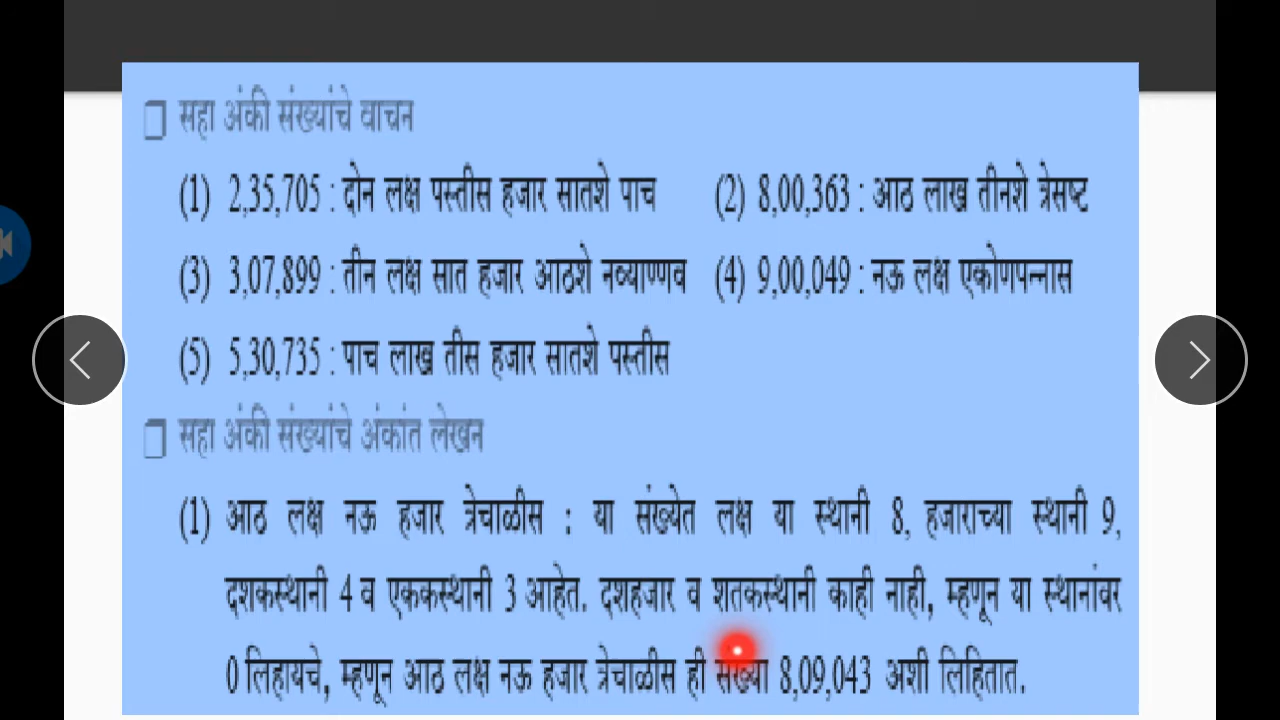 सहा अंकी संख्यांचे वाचन
(1) 2,35,705 : दोन लक्ष पस्तीस हजार सातशे पाच (2) 8,00,363 : आठ लाख तीनशे त्रेसष्ट
(3) 3,07,899 : तीन लक्ष सात हजार आठशे नव्याण्णव (4) 9,00,049 : नऊ लक्ष एकोणपन्नास
(5) 5,30,735 : पाच लाख तीस हजार सातशे पस्तीस
सहा अंकी संख्यांचे अंकांत लेखन
(1) आठ लक्ष नऊ हजार त्रेचाळीस : या संख्येत लक्ष या स्थानी 8, हजाराच्या स्थानी 9,
दशकस्थानी 4 व एककस्थानी 3 आहेत. दशहजार व शतकस्थानी काही नाही, म्हणून या स्थानांवर
0 लिहायचे, म्हणून आठ लक्ष नऊ हजार त्रेचाळीस ही संख्या 8,09,043 अशी लिहितात.